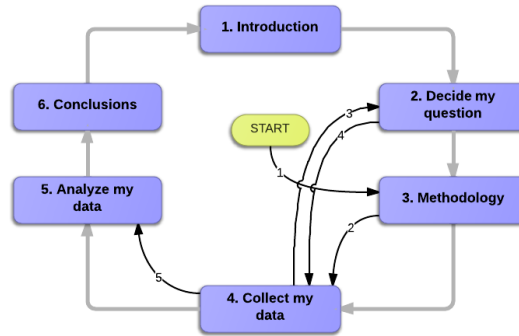 1. Introduction
2. Decide my
question
3
4
START
6. Conclusions
1
3. Methodology
5. Analyze my
data
2
5
4. Collect my
data